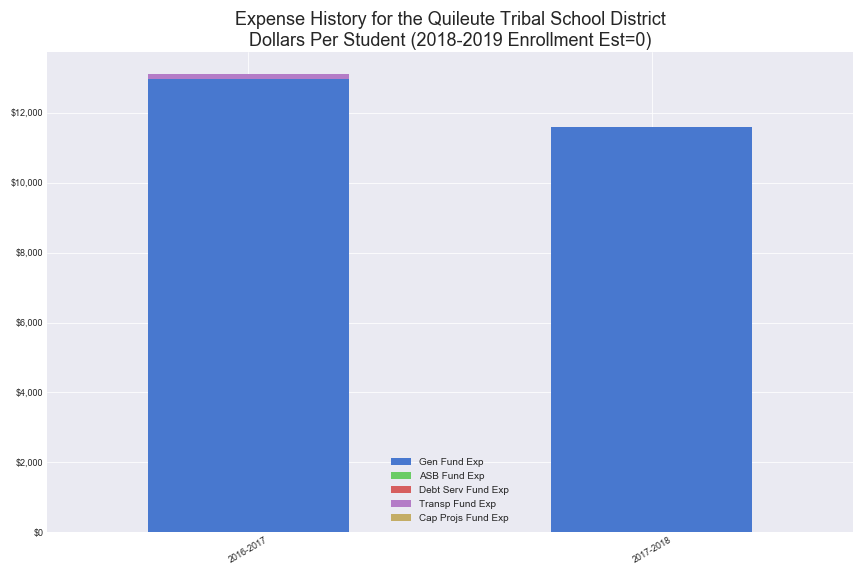 Expense History for the Quileute Tribal School District
Dollars Per Student (2018-2019 Enrollment Est=0)
$12,000
$10,000
$8,000
$6,000
$4,000
$2,000
$0
Gen Fund Exp
ASB Fund Exp
Debt Serv Fund Exp
Transp Fund Exp
Cap Projs Fund Exp
2016-2017
2017-2018